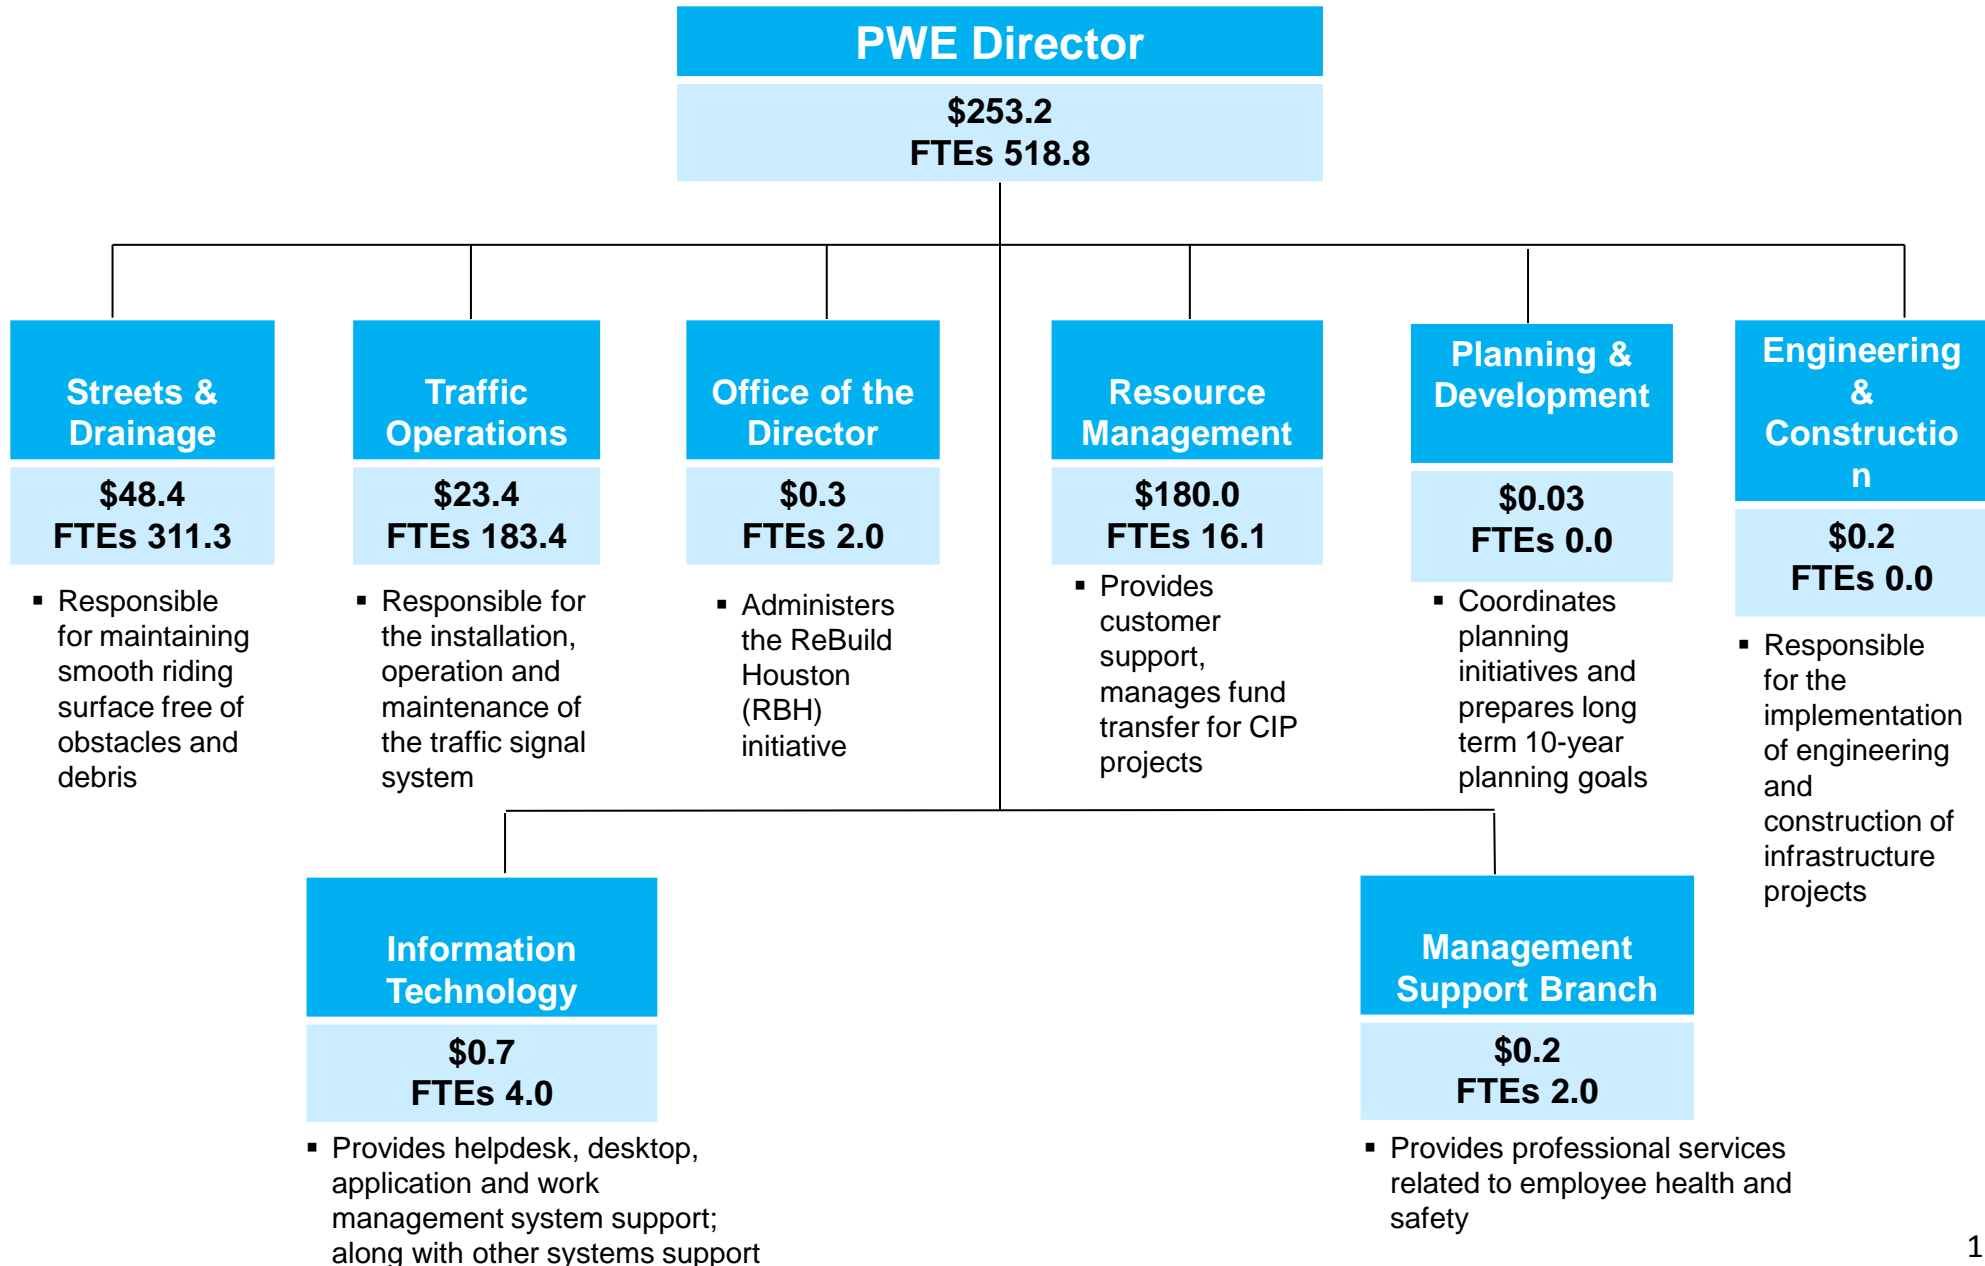 PWE Director
$253.2
FTEs 518.8
Streets &
Drainage
$48.4
FTEs 311.3
▪ Responsible
for maintaining
smooth riding
surface free of
obstacles and
debris
Traffic
Operations
$23.4
FTEs 183.4
▪ Responsible for
the installation,
operation and
maintenance of
the traffic signal
system
Office of the
Director
$0.3
FTEs 2.0
▪ Administers
the ReBuild
Houston
(RBH)
initiative
Resource
Management
$180.0
FTEs 16.1
▪ Provides
customer
support,
manages fund
transfer for CIP
projects
Planning &
Development
$0.03
FTEs 0.0
▪ Coordinates
planning
initiatives and
prepares long
term 10-year
planning goals
Engineering
&
Constructio
n
$0.2
FTEs 0.0
▪ Responsible
for the
implementation
of engineering
and
construction of
infrastructure
projects
Information
Technology
$0.7
FTEs 4.0
▪ Provides helpdesk, desktop,
application and work
management system support;
along with other systems support
Management
Support Branch
$0.2
FTEs 2.0
▪ Provides professional services
related to employee health and
safety
1